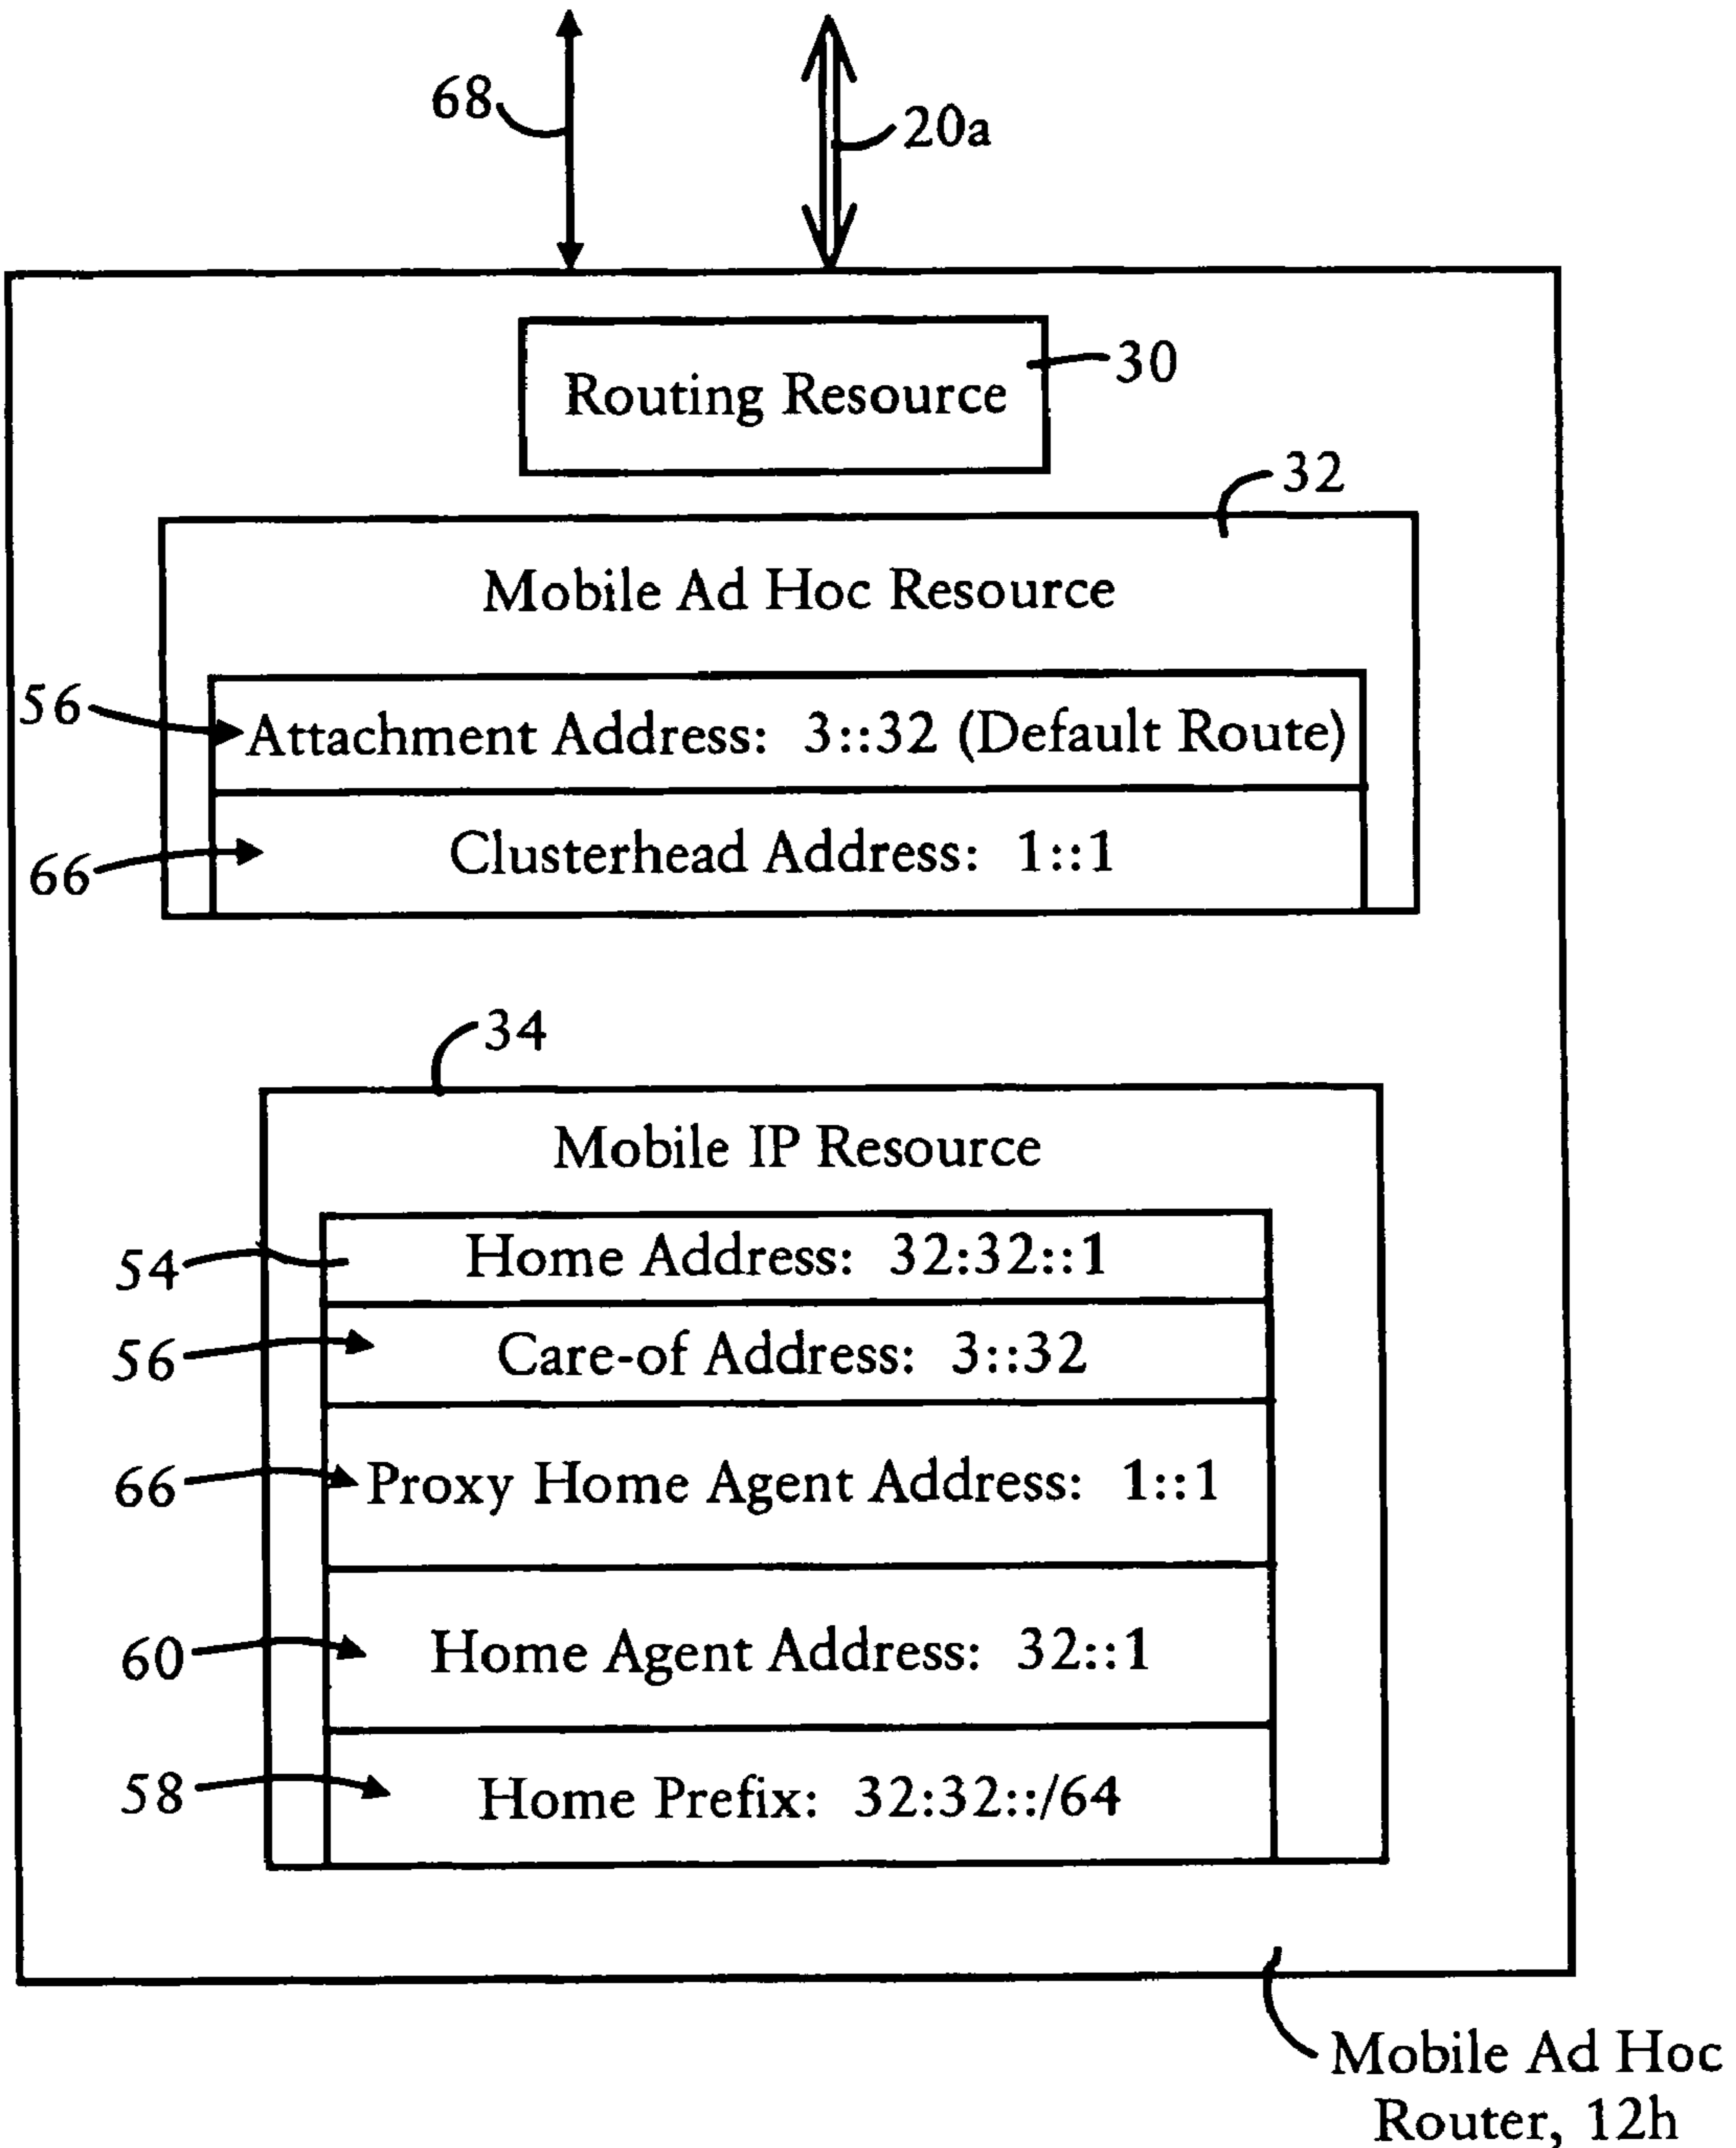 68
20a
Routing Resource
30
32
Mobile Ad Hoc Resource
56
Attachment Address: 3::32 (Default Route)
66
Clusterhead Address: 1::1
34
Mobile IP Resource
54
Home Address: 32:32::1
56
Care-of Address: 3::32
66
Proxy Home Agent Address: 1::1
60
Home Agent Address: 32::1
58
Home Prefix: 32:32::/64
Mobile Ad Hoc
Router, 12h